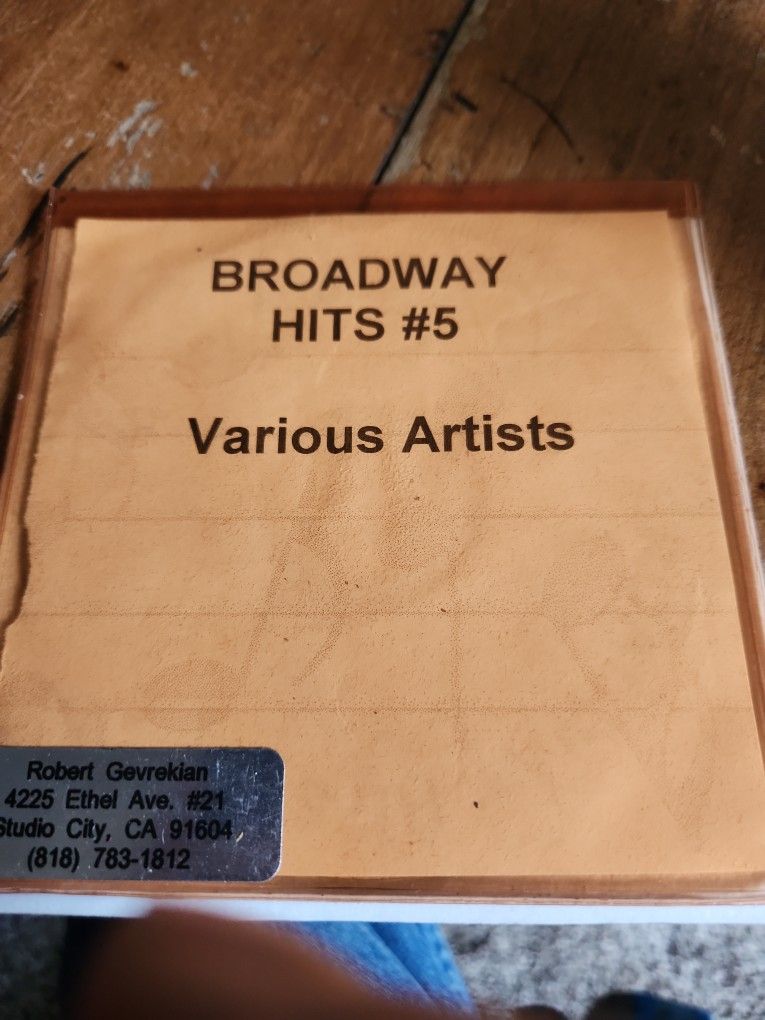 BROADWAY
HITS #5
Various Artists
Robert Gevrekian
4225 Ethel Ave. #21
Studio City, CA 91604
(818) 783-1812